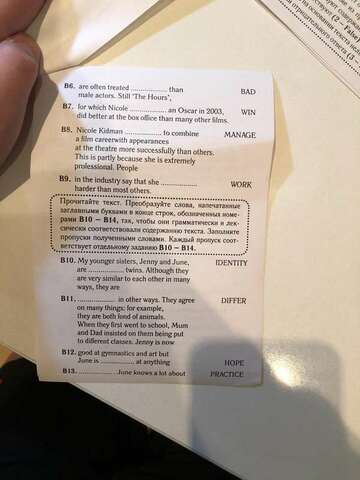 B6. are often treated ............... than BAD
male actors. Still 'The Hours',
B7. for which Nicole ............... an Oscar in 2003, WIN
did better at the box office than many other films.
B8. Nicole Kidman ............... to combine MANAGE
a film careerwith appearances
at the theatre more successfully than others.
This is partly because she is extremely
professional. People
B9. in the industry say that she ............... WORK
harder than most others.
Прочитайте текст. Преобразуйте слова, напечатанные
заглавными буквами в конце строк, обозначенных номе-
рами B10 – B14, так, чтобы они грамматически и лек-
сически соответствовали содержанию текста. Заполните
пропуски полученными словами. Каждый пропуск соот-
ветствует отдельному заданию B10 – B14.
B10. My younger sisters, Jenny and June, IDENTITY
are ............... twins. Although they
are very similar to each other in many
ways, they are
B11. ............... in other ways. They agree DIFFER
on many things: for example,
they are both fond of animals.
When they first went to school, Mum
and Dad insisted on them being put
to different classes. Jenny is now
B12. good at gymnastics and art but HOPE
June is ............... at anything
B13. ............... June knows a lot about PRACTICE
(2 – False)
ответа (3